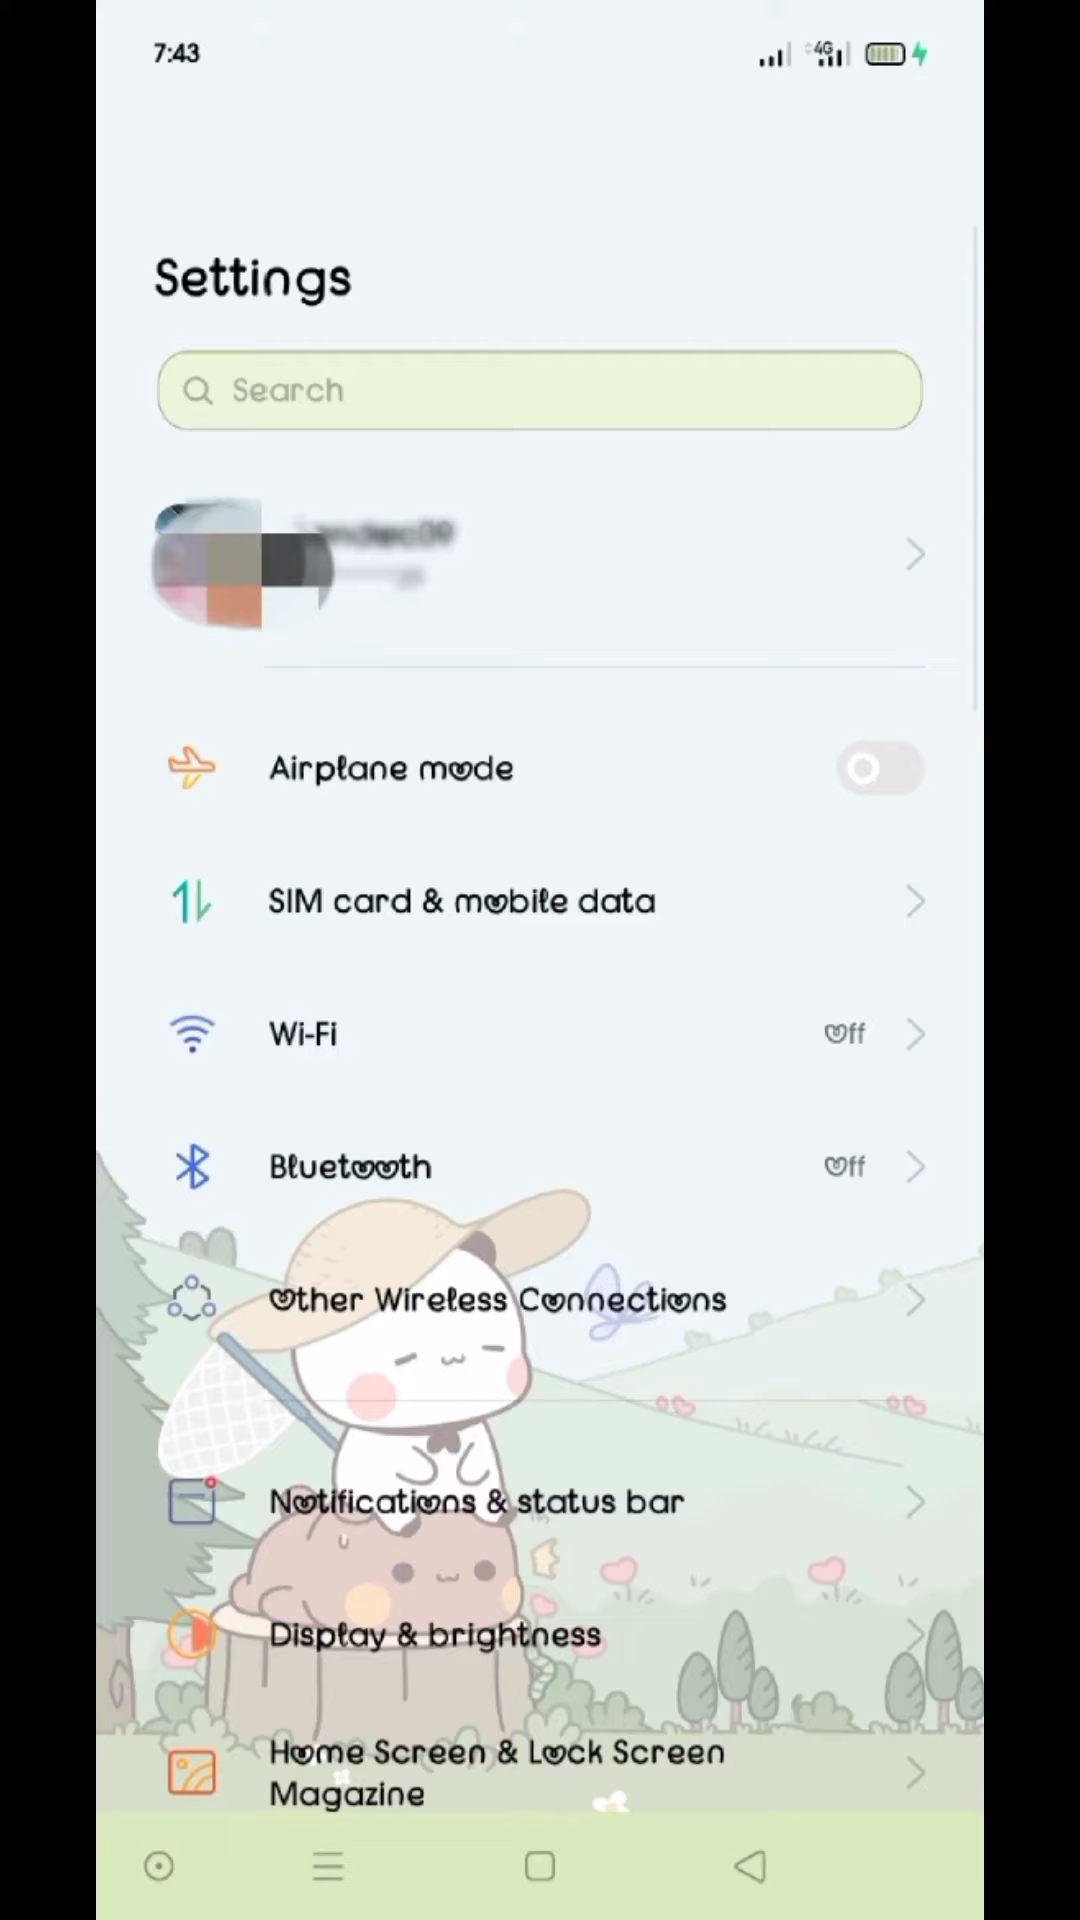 7:43
4G
Settings
Search
Airplane mode
SIM card & mobile data
Wi-Fi
Off
Bluetooth
Off
Other Wireless Connections
Notifications & status bar
Display & brightness
Home Screen & Lock Screen
Magazine